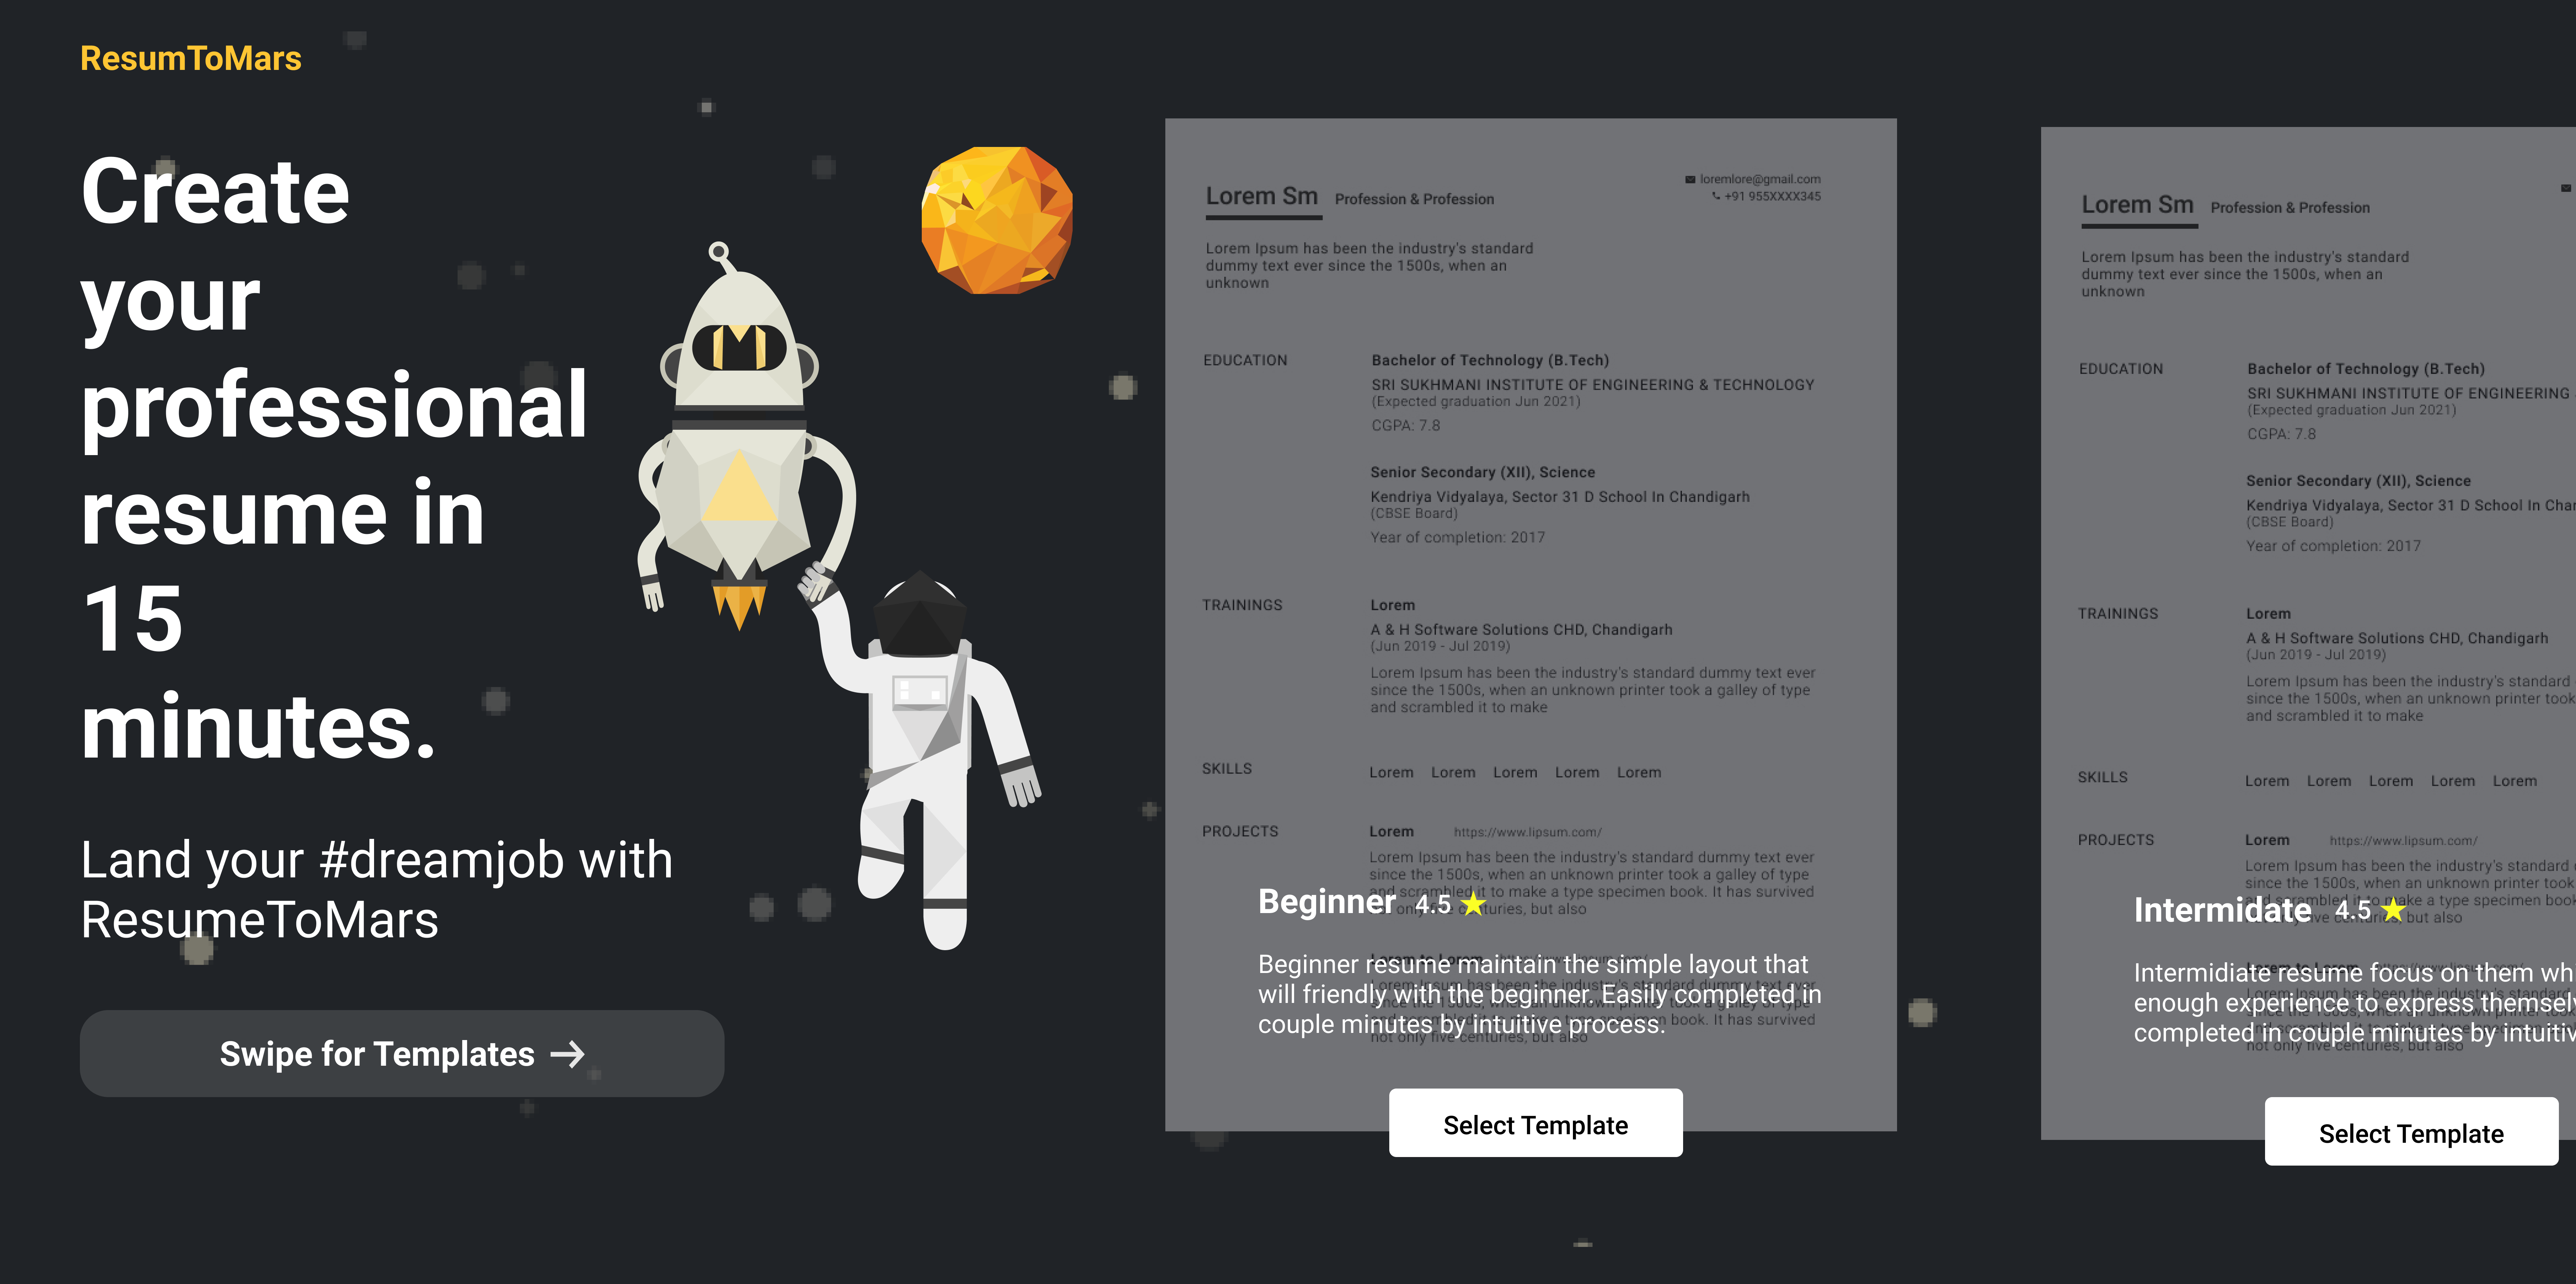 ResumToMars
Create
your
professional
resume in
15
minutes.
Land your #dreamjob with
ResumeToMars
Swipe for Templates
Lorem Sm Profession & Profession
loremlore@gmail.com
+91 955XXXX345
Lorem Ipsum has been the industry's standard
dummy text ever since the 1500s, when an
unknown
EDUCATION
Bachelor of Technology (B.Tech)
SRI SUKHMANI INSTITUTE OF ENGINEERING & TECHNOLOGY
(Expected graduation Jun 2021)
CGPA: 7.8
Senior Secondary (XII), Science
Kendriya Vidyalaya, Sector 31 D School In Chandigarh
(CBSE Board)
Year of completion: 2017
TRAININGS
Lorem
A & H Software Solutions CHD, Chandigarh
(Jun 2019 - Jul 2019)
Lorem Ipsum has been the industry's standard dummy text ever
since the 1500s, when an unknown printer took a galley of type
and scrambled it to make
SKILLS
Lorem Lorem Lorem Lorem Lorem
PROJECTS
Lorem https://www.lipsum.com/
Lorem Ipsum has been the industry's standard dummy text ever
since the 1500s, when an unknown printer took a galley of type
and scrambled it to make a type specimen book. It has survived
Beginner 4.5
Beginner resume maintain the simple layout that
will friendly with the beginner. Easily completed in
couple minutes by intuitive process.
book. It has survived
not only five centuries, but also
Select Template
Lorem Sm Profession & Profession
Lorem Ipsum has been the industry's standard
dummy text ever since the 1500s, when an
unknown
EDUCATION
Bachelor of Technology (B.Tech)
SRI SUKHMANI INSTITUTE OF ENGINEERING
(Expected graduation Jun 2021)
CGPA: 7.8
Senior Secondary (XII), Science
Kendriya Vidyalaya, Sector 31 D School In Char
(CBSE Board)
Year of completion: 2017
TRAININGS
Lorem
A & H Software Solutions CHD, Chandigarh
(Jun 2019 - Jul 2019)
Lorem Ipsum has been the industry's standard
since the 1500s, when an unknown printer took
and scrambled it to make
SKILLS
Lorem Lorem Lorem Lorem Lorem
PROJECTS
Lorem https://www.lipsum.com/
Lorem Ipsum has been the industry's standard
since the 1500s, when an unknown printer took
Intermidate 4.5
Intermidiate resume focus on them wh
enough experience to express themselv
completed in couple minutes by intuitiv
not only five centuries, but also
Select Template